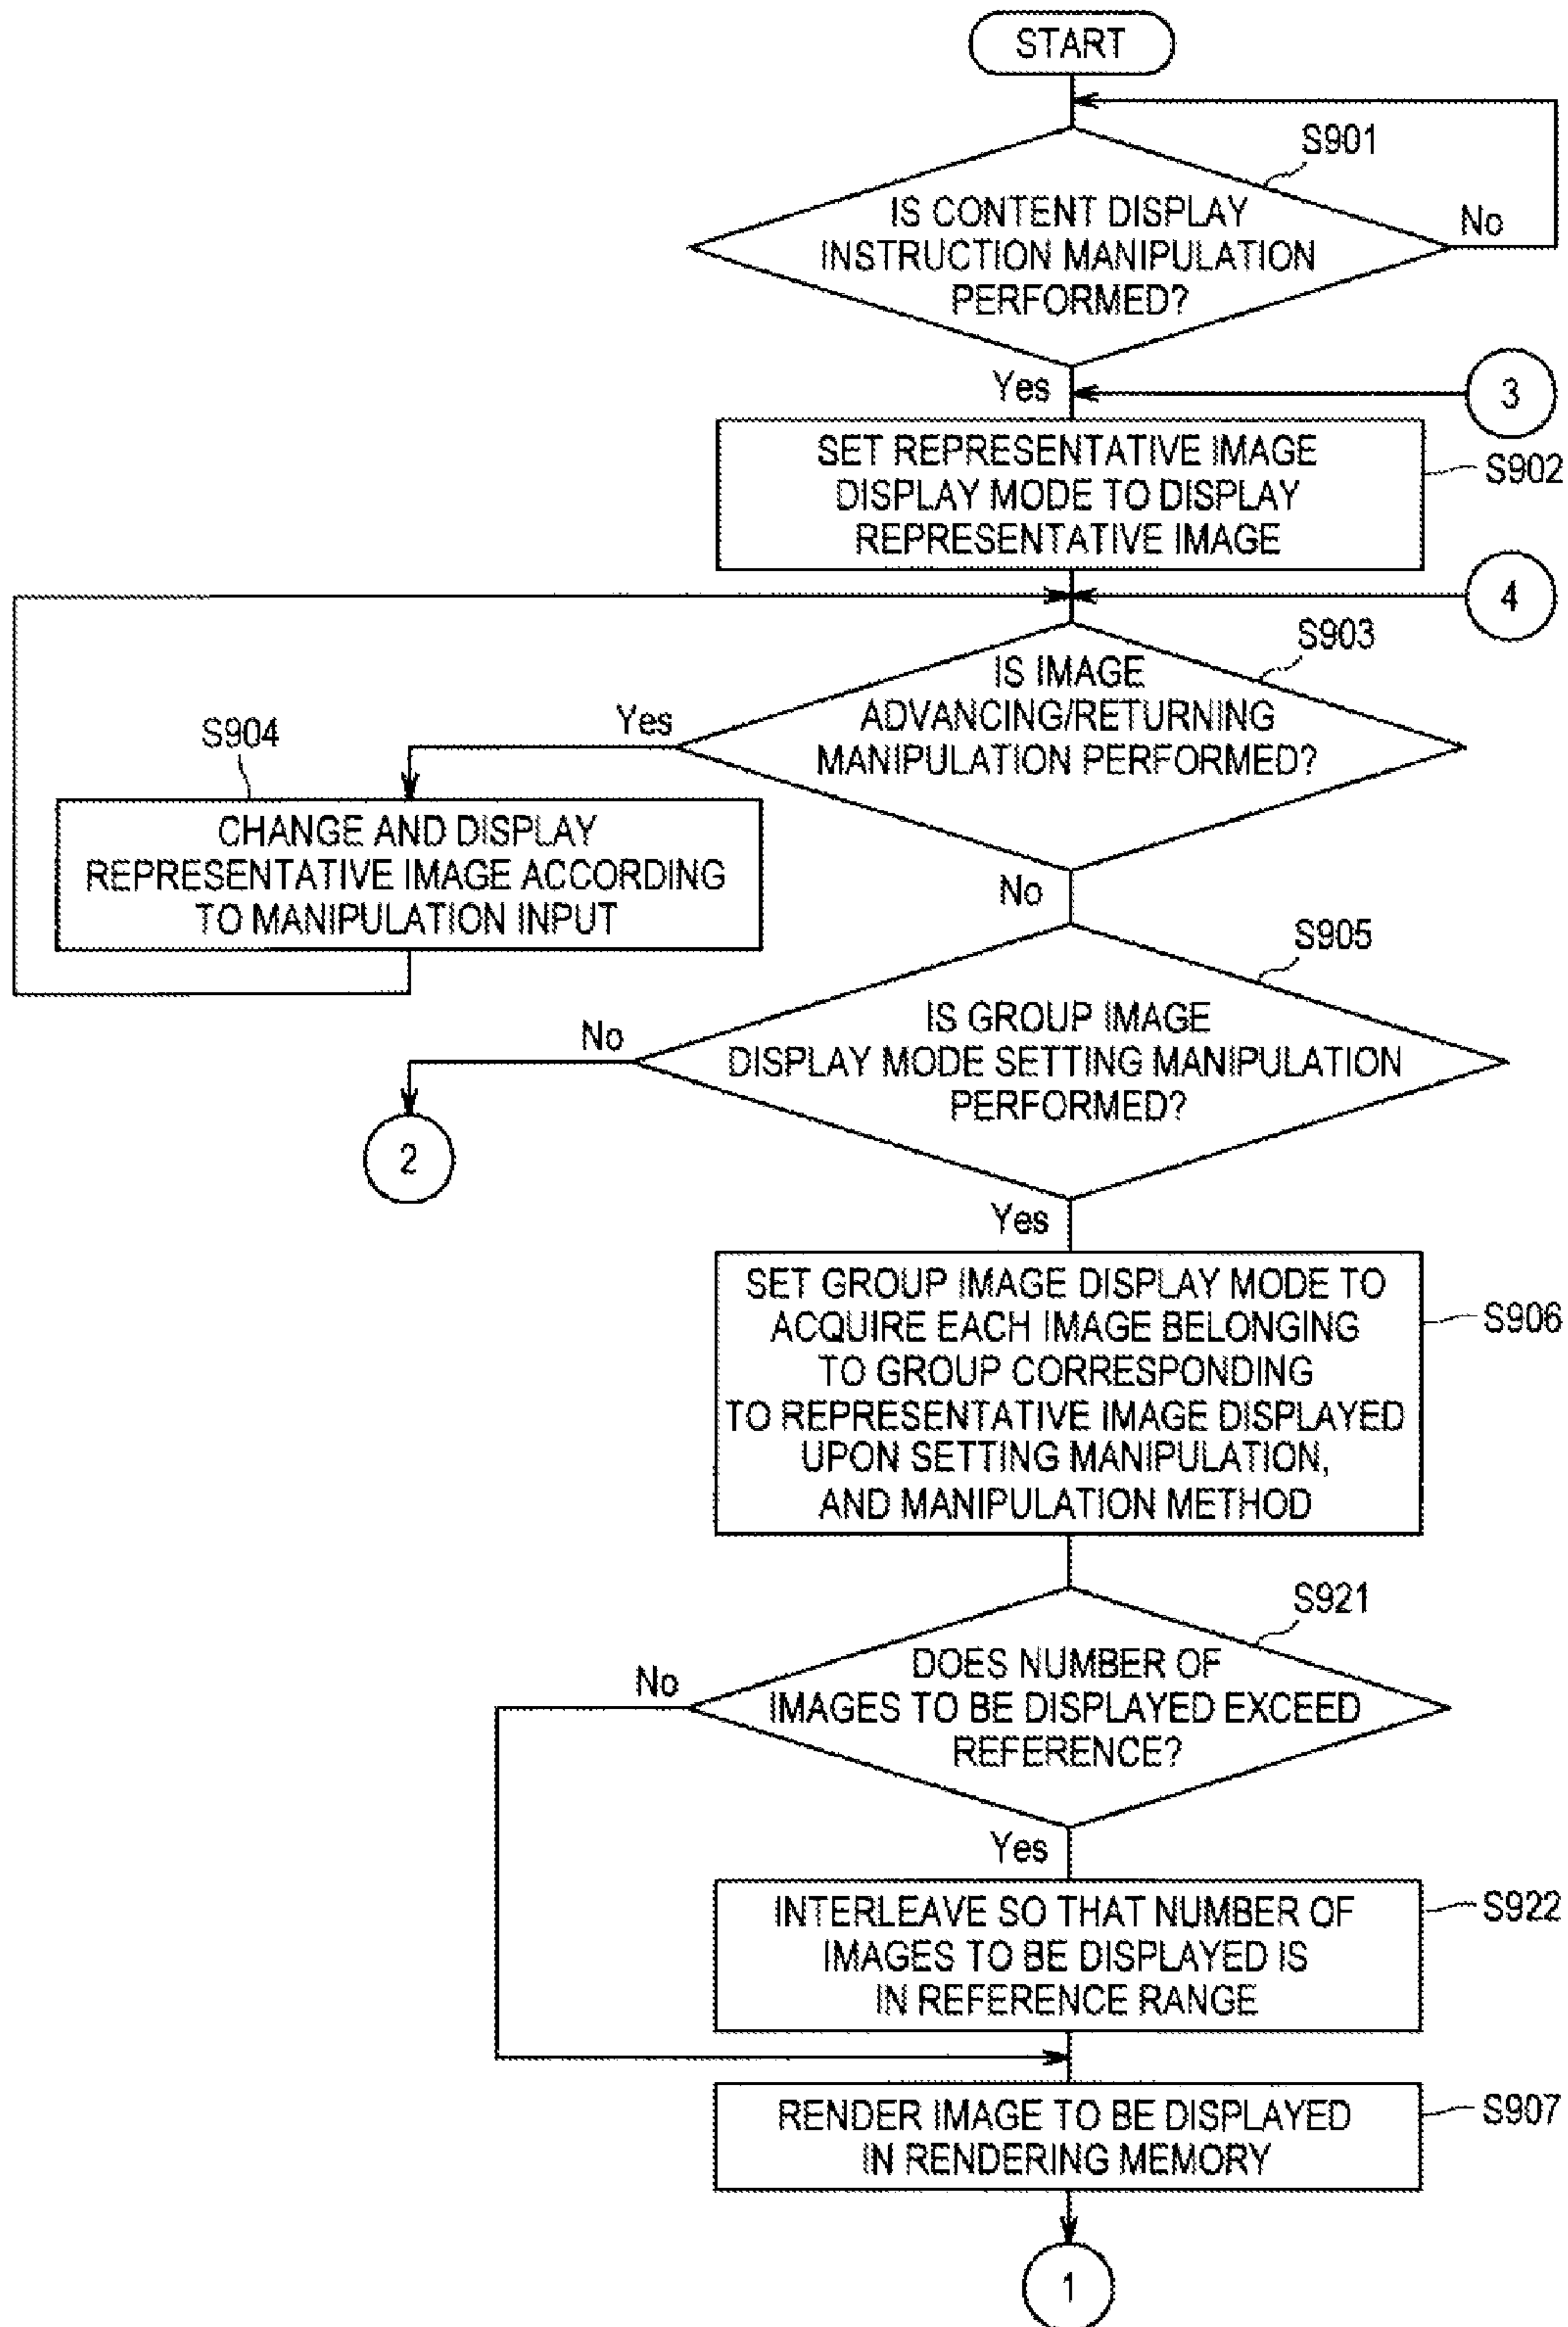 START
S901
IS CONTENT DISPLAY
INSTRUCTION MANIPULATION
PERFORMED?
No
Yes
3
SET REPRESENTATIVE IMAGE
DISPLAY MODE TO DISPLAY
REPRESENTATIVE IMAGE
S902
4
S903
IS IMAGE
ADVANCING/RETURNING
MANIPULATION PERFORMED?
Yes
S904
CHANGE AND DISPLAY
REPRESENTATIVE IMAGE ACCORDING
TO MANIPULATION INPUT
No
S905
IS GROUP IMAGE
DISPLAY MODE SETTING MANIPULATION
PERFORMED?
No
2
Yes
SET GROUP IMAGE DISPLAY MODE TO
ACQUIRE EACH IMAGE BELONGING
TO GROUP CORRESPONDING
TO REPRESENTATIVE IMAGE DISPLAYED
UPON SETTING MANIPULATION,
AND MANIPULATION METHOD
S906
S921
DOES NUMBER OF
IMAGES TO BE DISPLAYED EXCEED
REFERENCE?
No
Yes
INTERLEAVE SO THAT NUMBER OF
IMAGES TO BE DISPLAYED IS
IN REFERENCE RANGE
S922
RENDER IMAGE TO BE DISPLAYED
IN RENDERING MEMORY
S907
1